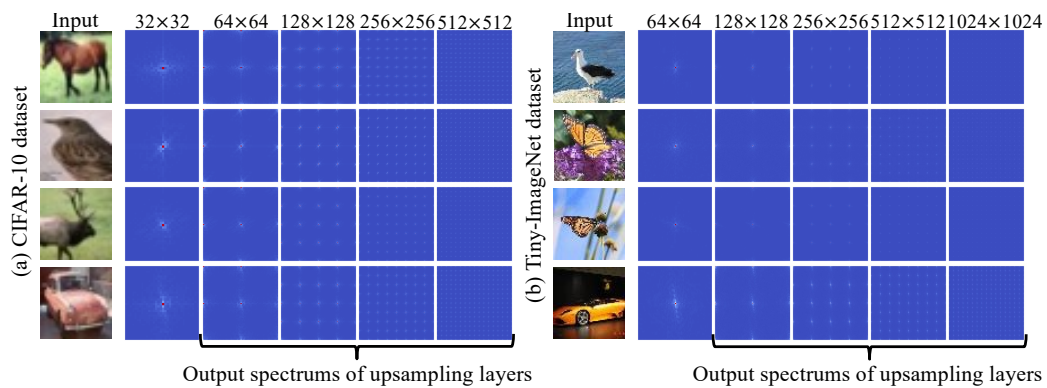 Input 32×32 64×64 128×128 256×256 512×512
(a) CIFAR-10 dataset
Output spectrums of upsampling layers
Input 64×64 128×128 256×256 512×512 1024×1024
(b) Tiny-ImageNet dataset
Output spectrums of upsampling layers